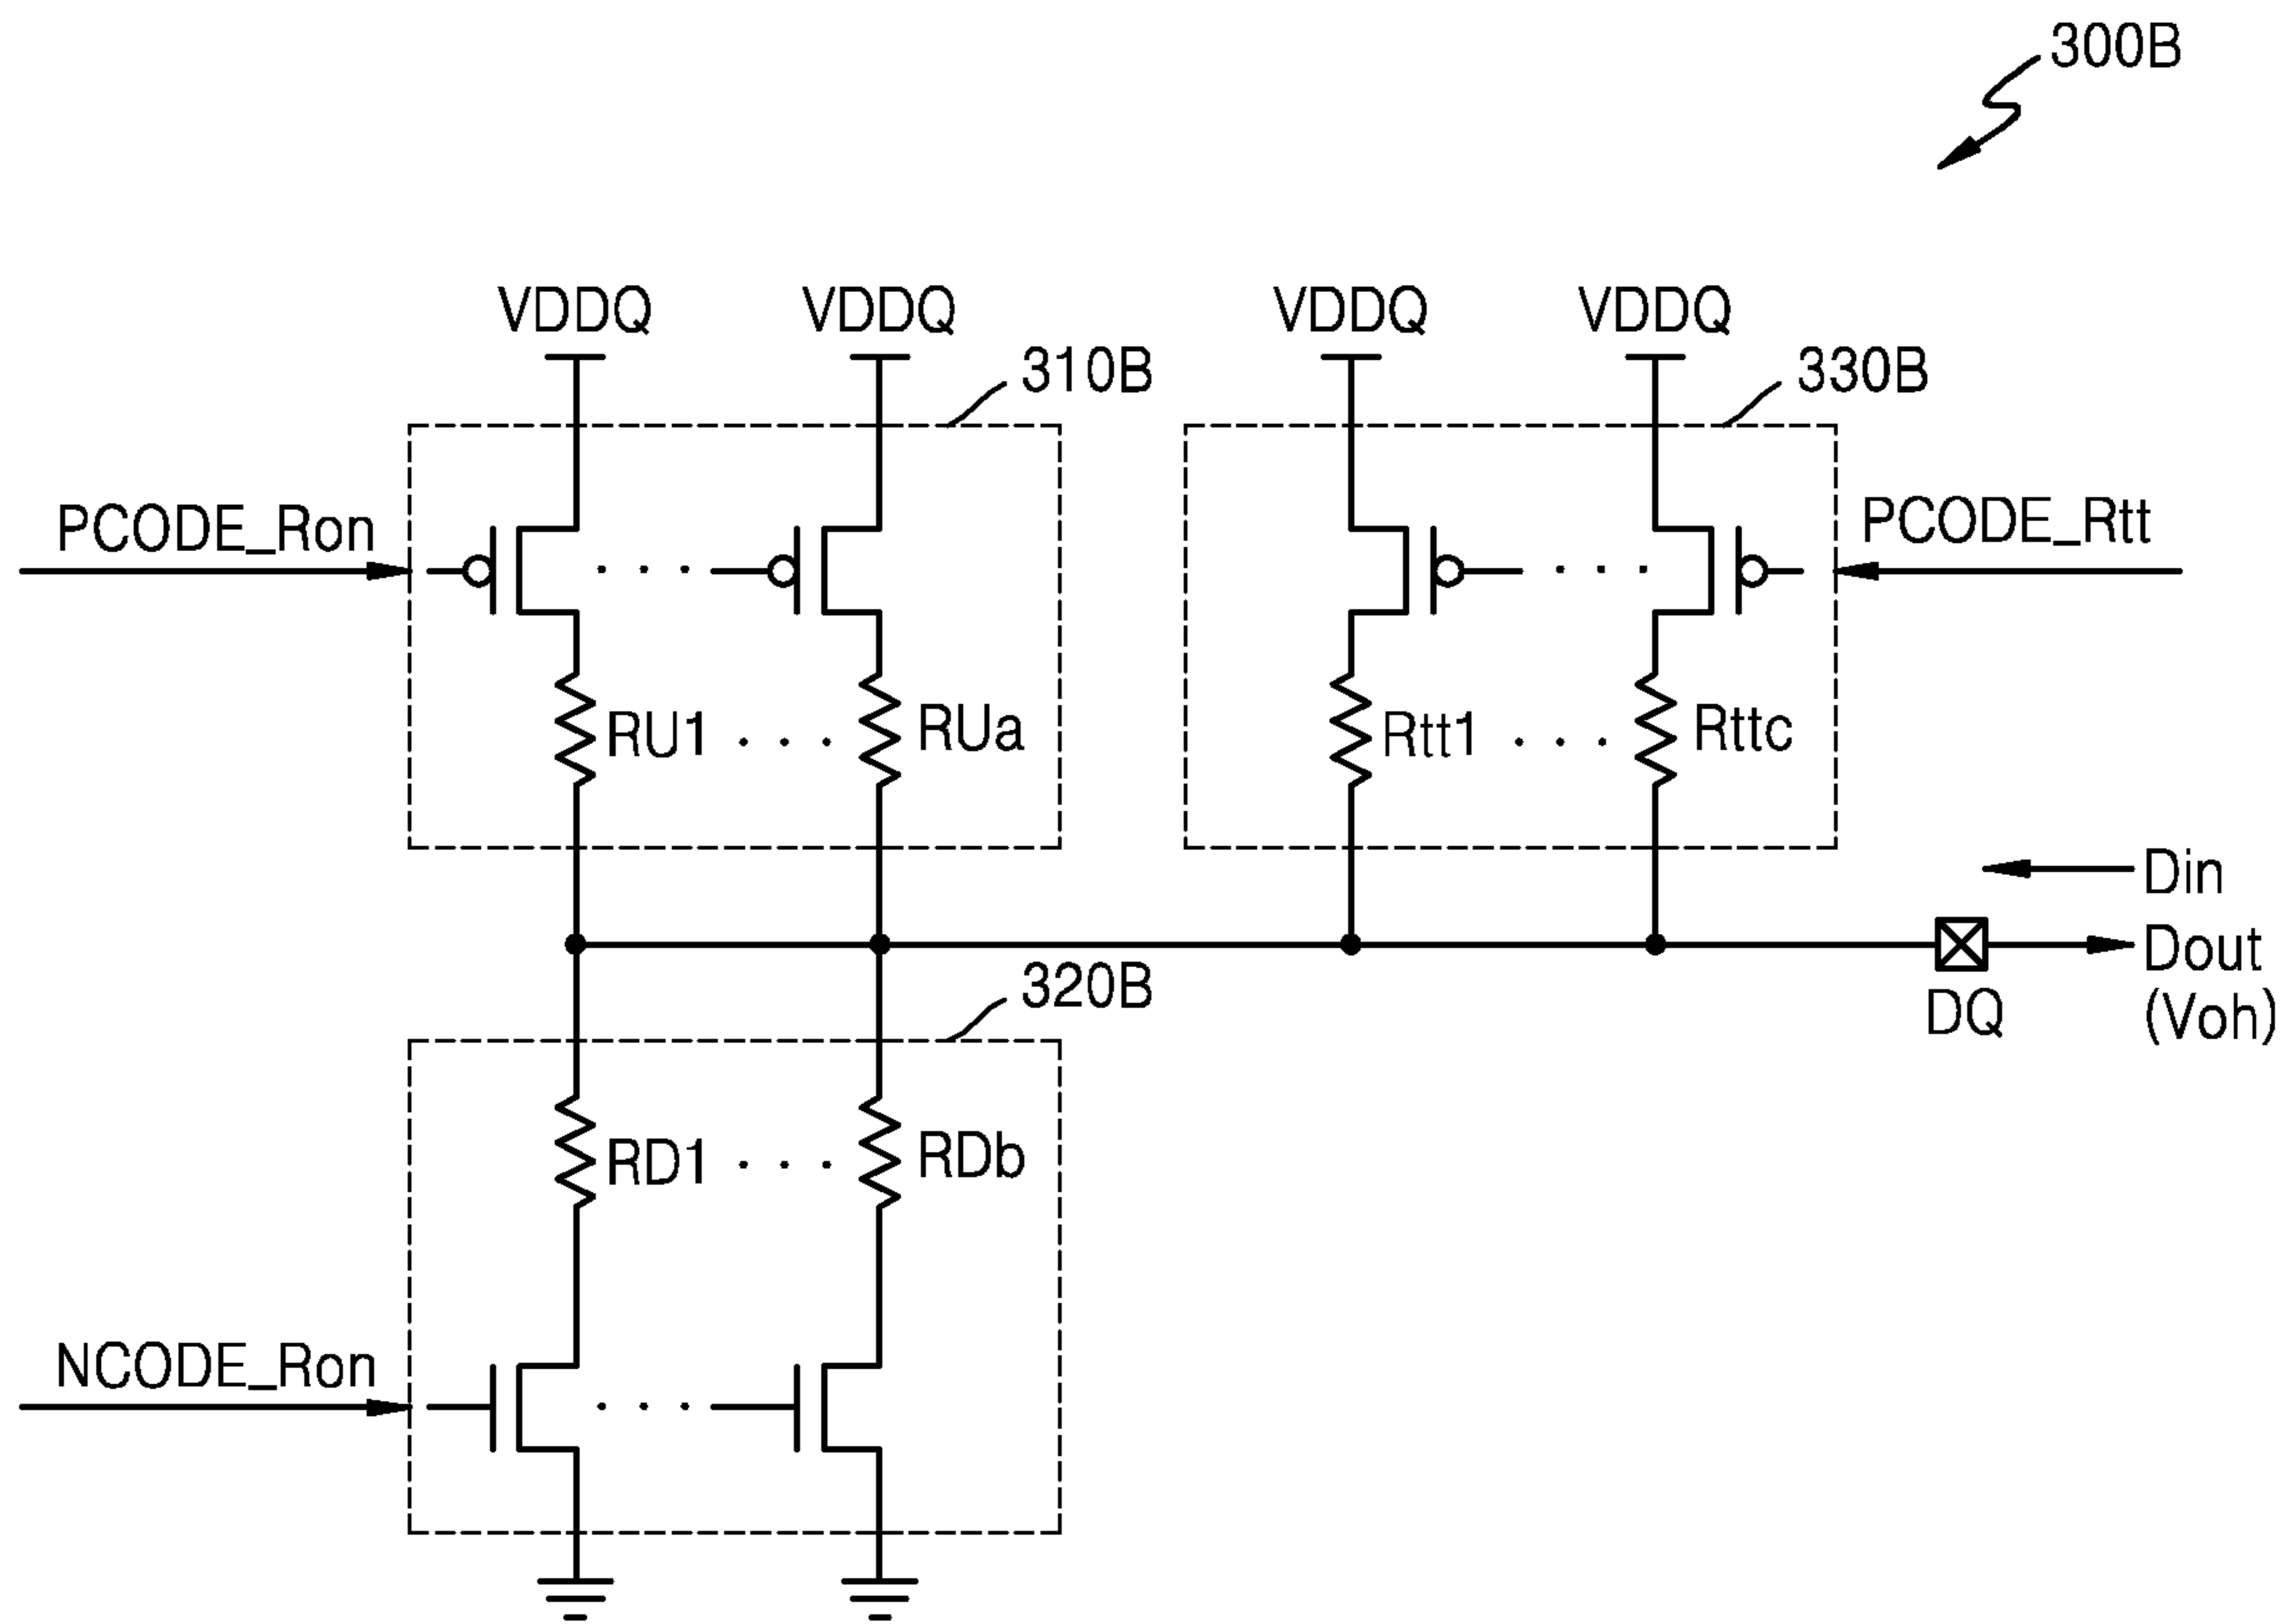 300B
VDDQ VDDQ VDDQ VDDQ
310B 330B
PCODE_Ron PCODE_Rtt
RU1 ... RUa Rtt1 ... Rttc
Din
Dout
(Voh)
DQ
320B
RD1 ... RDb
NCODE_Ron